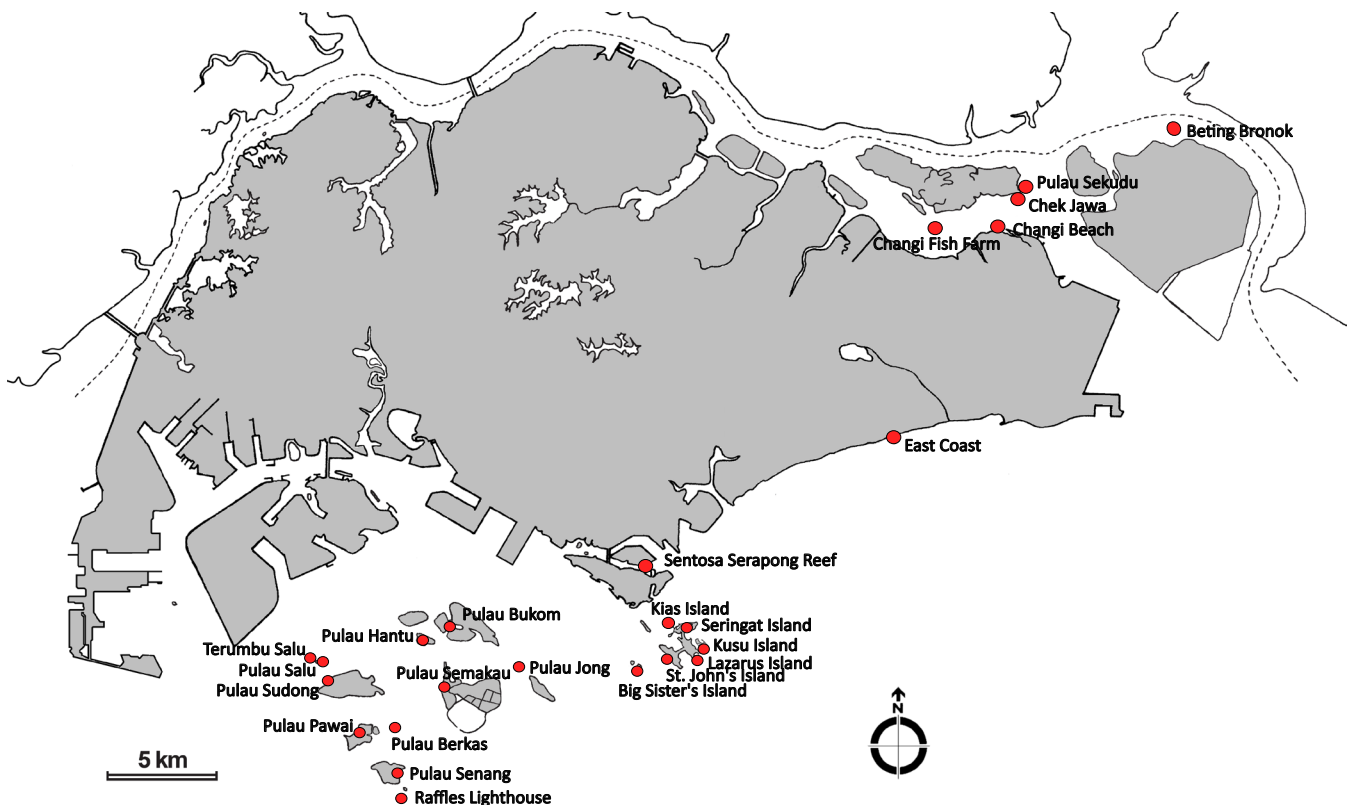 Beting Bronok
Pulau Sekudu
Chek Jawa
Changi Beach
Changi Fish Farm
East Coast
Sentosa Serapong Reef
Kias Island
Seringat Island
Pulau Bukom
Pulau Hantu
Kusu Island
Terumbu Salu
Lazarus Island
Pulau Salu
Pulau Jong
Pulau Semakau
St. John's Island
Pulau Sudong
Big Sister's Island
N
Pulau Pawai
Pulau Berkas
5 km
Pulau Senang
Raffles Lighthouse